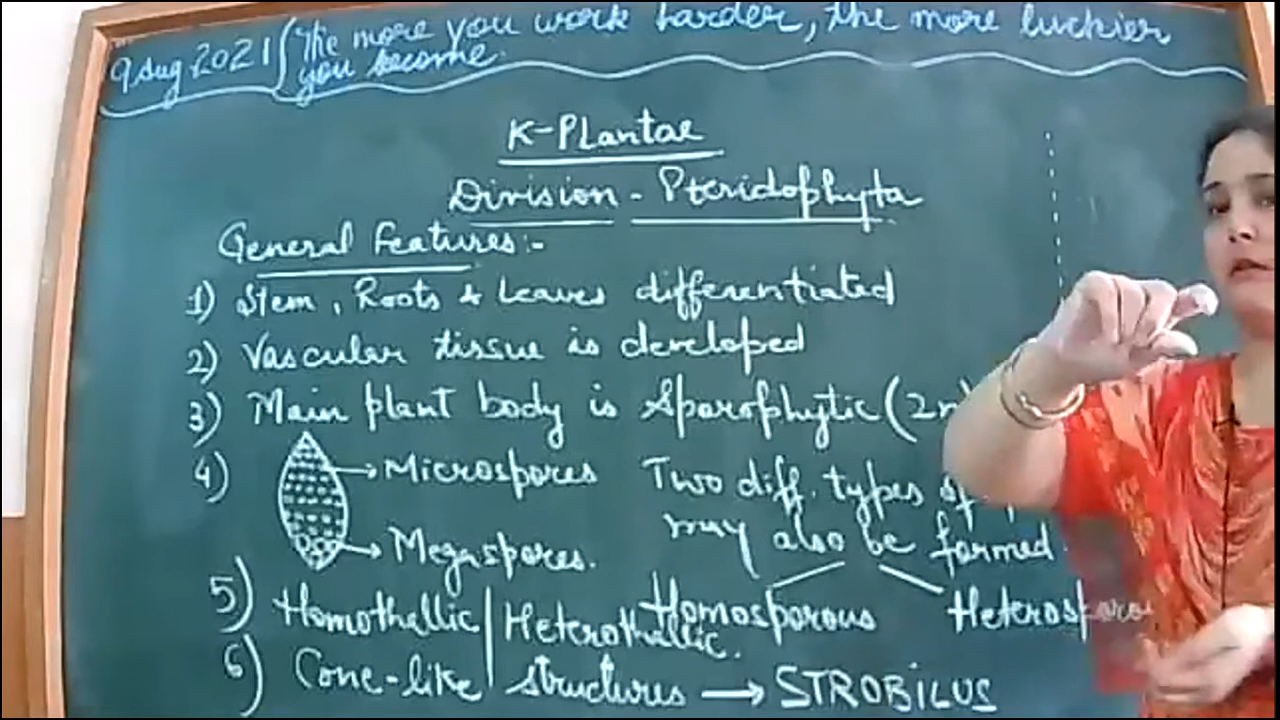 9 Aug 2021 The more you work harder, the more luckier
you become.
K-Plantae
Division - Pteridophyta
General Features:-
1) Stem, Roots & Leaves differentiated
2) Vascular tissue is developed
3) Main plant body is Sporophytic (2n)
4) Microspores Two diff. types of
may also be formed.
Megaspores.
5) Homothallic | Heterothallic. Homosporous Heterosporou
6) Cone-like structures → STROBILUS